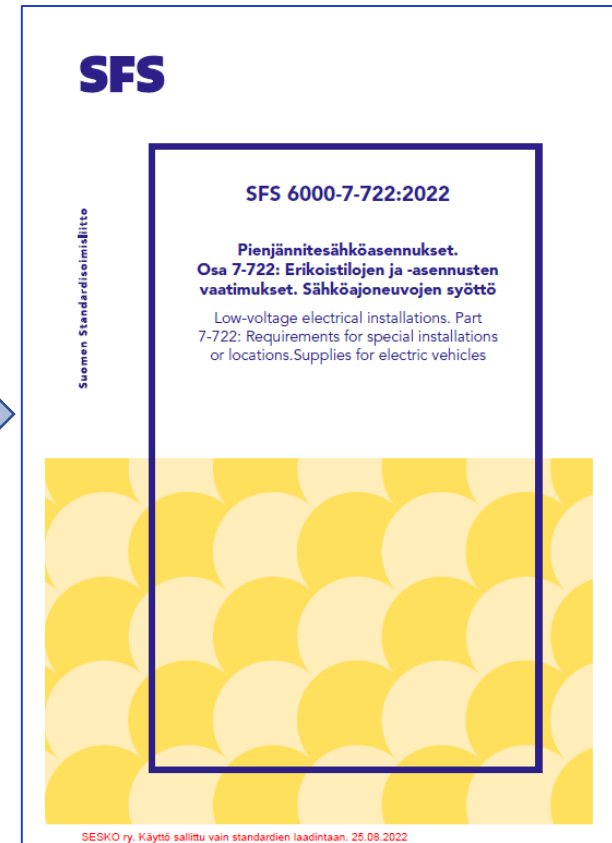 SFS
Suomen Standardisoimisliitto
SFS 6000-7-722:2022
Pienjännitesähköasennukset.
Osa 7-722: Erikoistilojen ja -asennusten
vaatimukset. Sähköajoneuvojen syöttö
Low-voltage electrical installations. Part
7-722: Requirements for special installations
or locations.Supplies for electric vehicles
SESKO ry. Käyttö sallittu vain standardien laadintaan. 25.08.2022